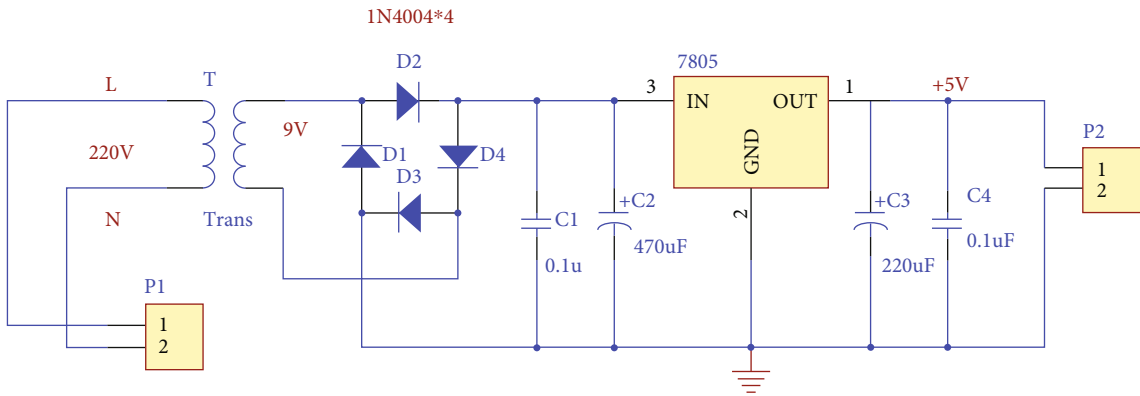 1N4004*4
L
T
D2
7805
3
IN
OUT
1
+5V
P2
220V
9V
D1
D4
GND
1
2
D3
N
Trans
2
C1
+C2
+C3
C4
0.1u
470uF
220uF
0.1uF
P1
1
2